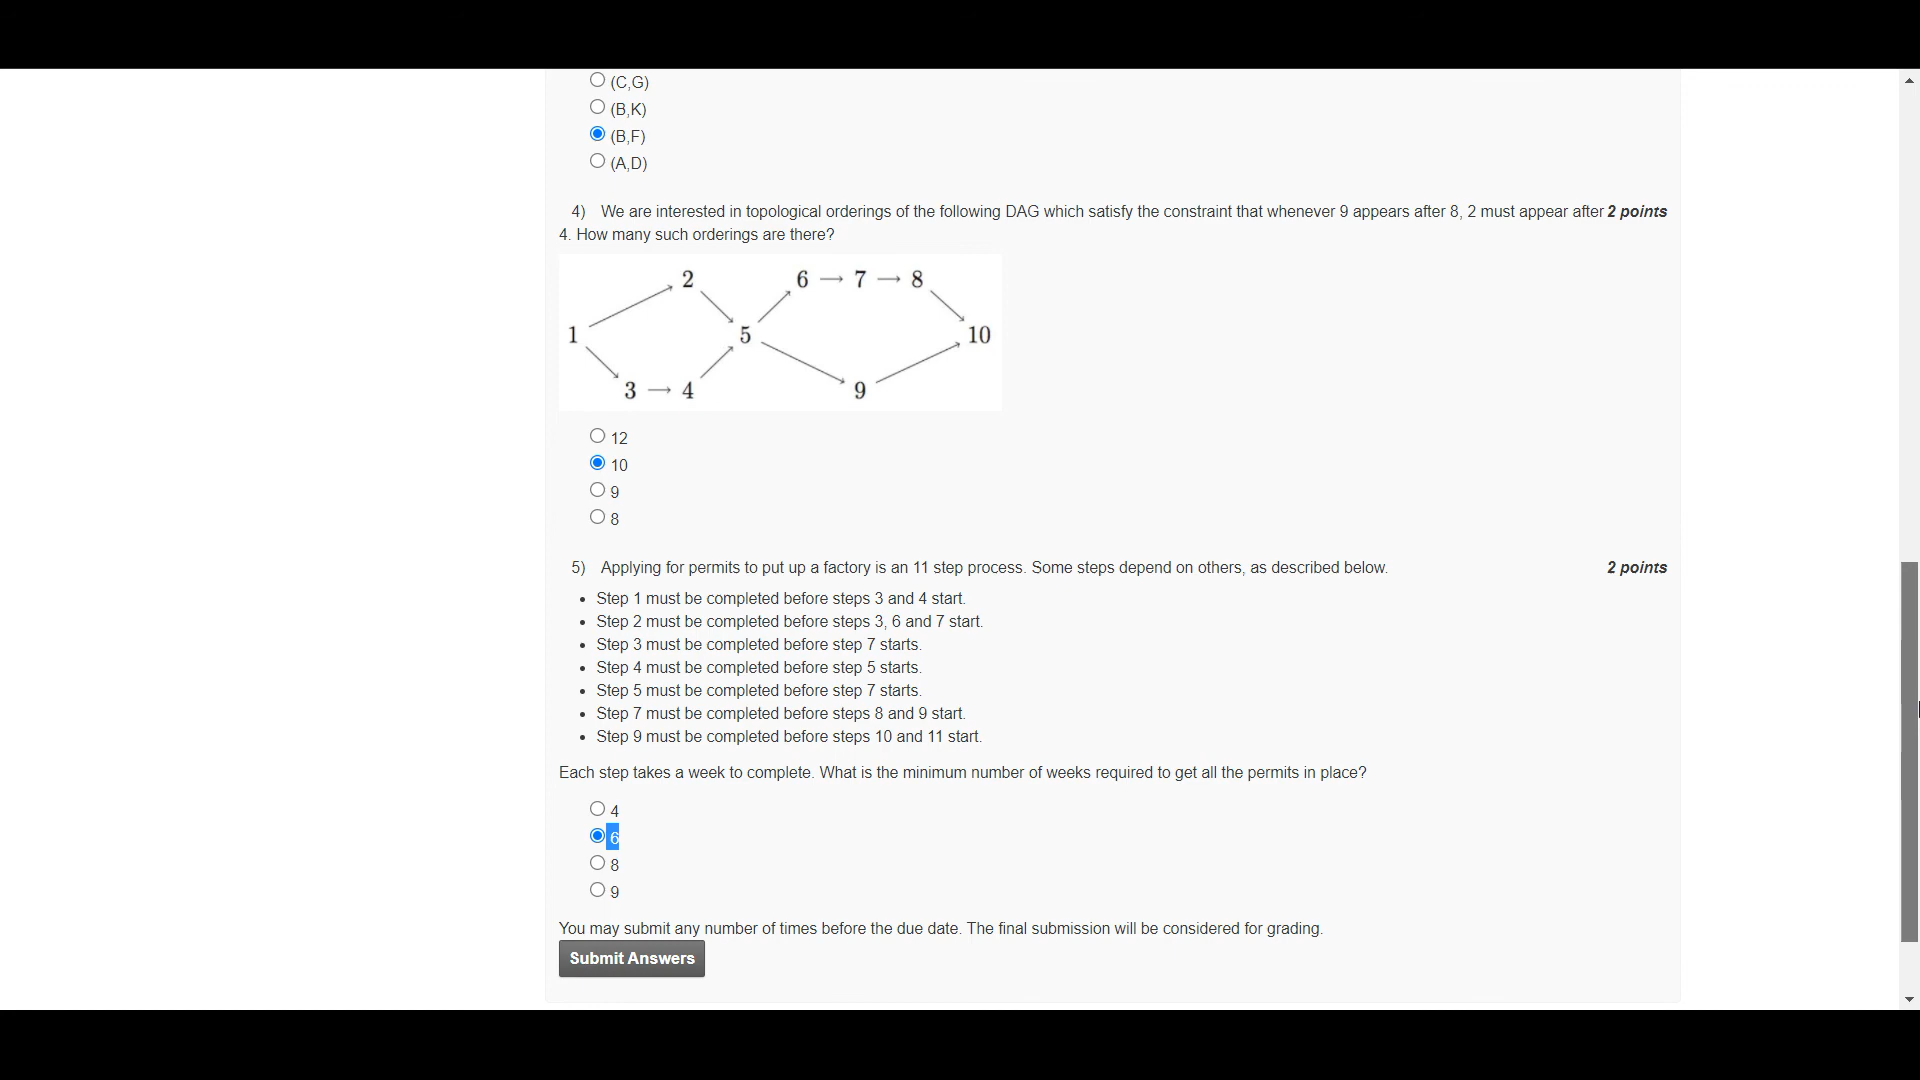 (C,G)
(B,K)
(B,F)
(A,D)
4) We are interested in topological orderings of the following DAG which satisfy the constraint that whenever 9 appears after 8, 2 must appear after 2 points
4. How many such orderings are there?
2 6 → 7 → 8
1 5 10
3 → 4 9
12
10
9
8
5) Applying for permits to put up a factory is an 11 step process. Some steps depend on others, as described below. 2 points
• Step 1 must be completed before steps 3 and 4 start.
• Step 2 must be completed before steps 3, 6 and 7 start.
• Step 3 must be completed before step 7 starts.
• Step 4 must be completed before step 5 starts.
• Step 5 must be completed before step 7 starts.
• Step 7 must be completed before steps 8 and 9 start.
• Step 9 must be completed before steps 10 and 11 start.
Each step takes a week to complete. What is the minimum number of weeks required to get all the permits in place?
4
6
8
9
You may submit any number of times before the due date. The final submission will be considered for grading.
Submit Answers